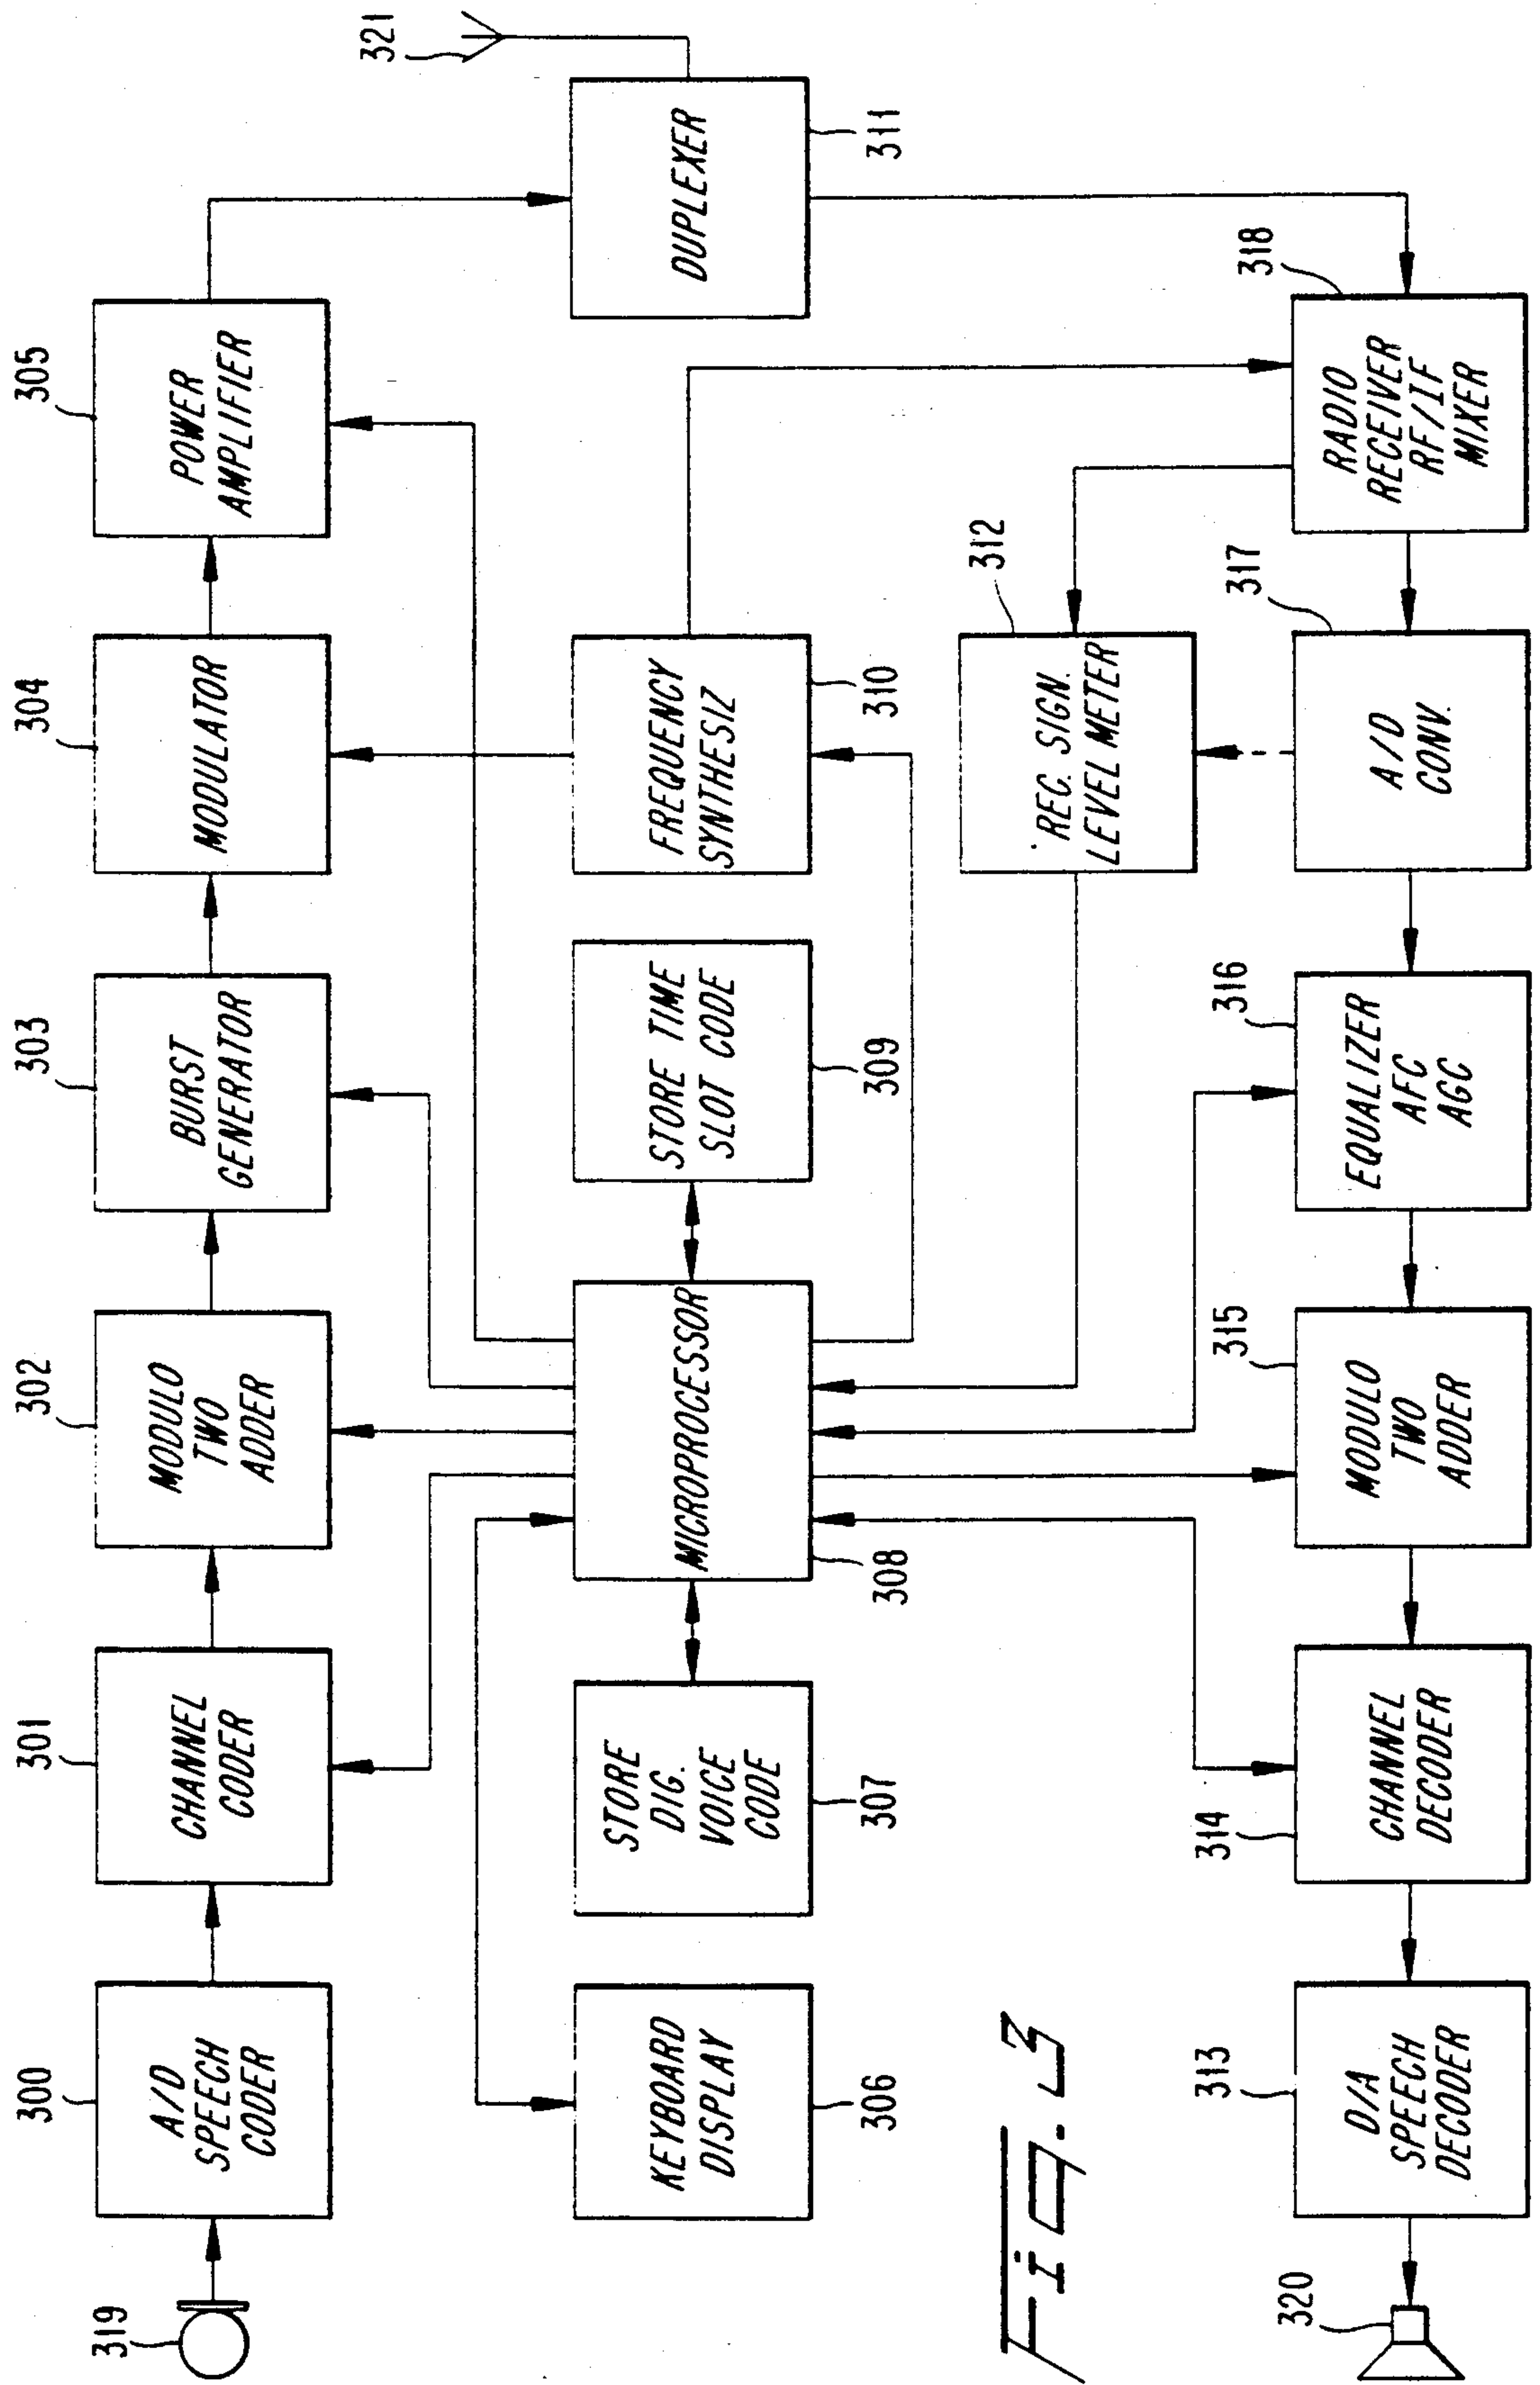 319
300
A/D
SPEECH
CODER
301
CHANNEL
CODER
302
MODULO
TWO
ADDER
303
BURST
GENERATOR
304
MODULATOR
305
POWER
AMPLIFIER
321
KEYBOARD
DISPLAY
306
STORE
DIG.
VOICE
CODE
307
MICROPROCESSOR
308
STORE TIME
SLOT CODE
309
FREQUENCY
SYNTHESIZ
310
DUPLEXER
311
REC. SIGN.
LEVEL METER
312
320
313
D/A
SPEECH
DECODER
314
CHANNEL
DECODER
315
MODULO
TWO
ADDER
316
EQUALIZER
AFC
AGC
317
A/D
CONV.
318
RADIO
RECEIVER
RF/IF
MIXER
Fig. 3